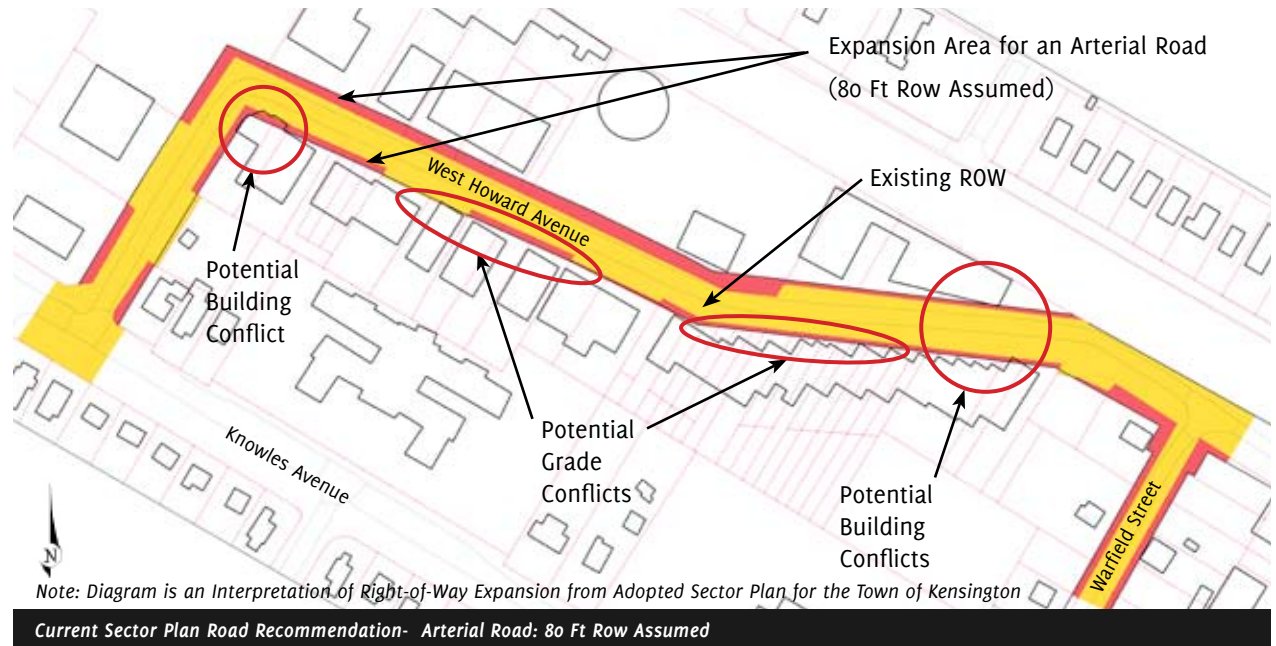 Expansion Area for an Arterial Road
(80 Ft Row Assumed)
West Howard Avenue
Existing ROW
Potential
Building
Conflict
Potential
Grade
Conflicts
Knowles Avenue
Potential
Building
Conflicts
Warfield Street
N
Note: Diagram is an Interpretation of Right-of-Way Expansion from Adopted Sector Plan for the Town of Kensington
Current Sector Plan Road Recommendation- Arterial Road: 80 Ft Row Assumed